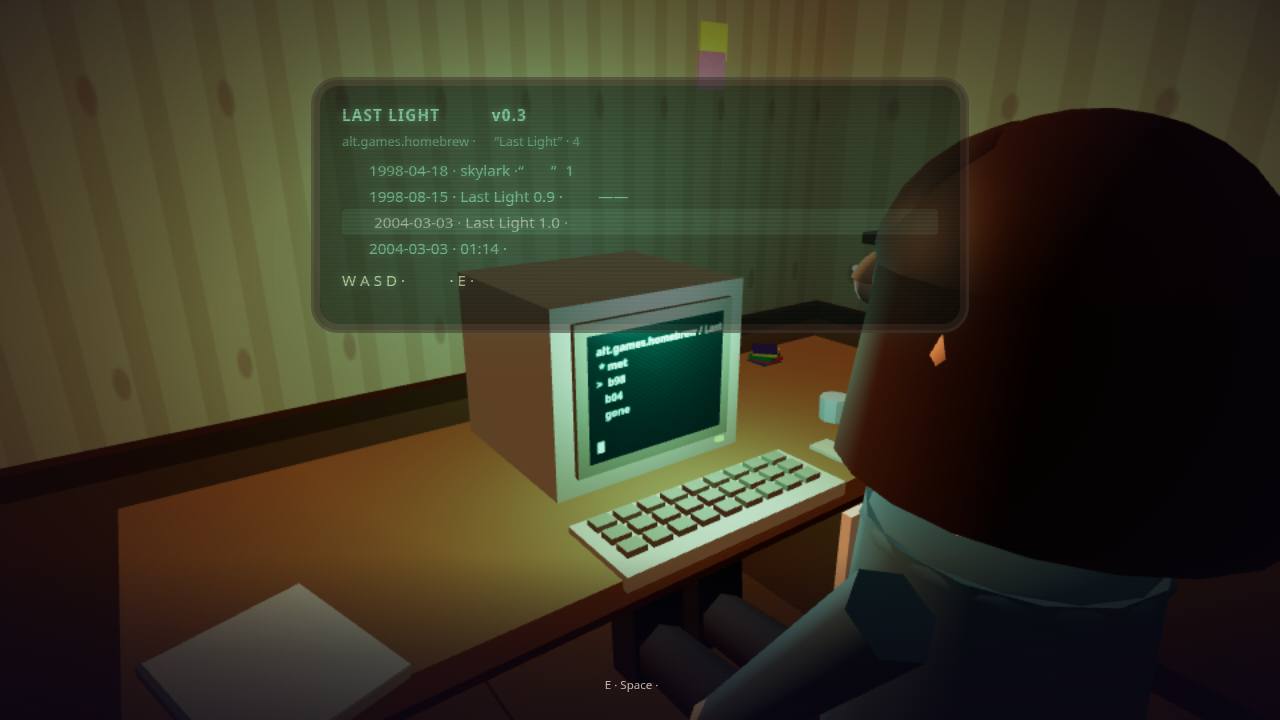 LAST LIGHT v0.3
alt.games.homebrew · “Last Light” · 4
1998-04-18 · skylark ·“ ” 1
1998-08-15 · Last Light 0.9 · ——
2004-03-03 · Last Light 1.0 ·
2004-03-03 · 01:14 ·
W A S D · · E ·
alt.games.homebrew / Last
* met
> b98
b04
gone
E · Space ·